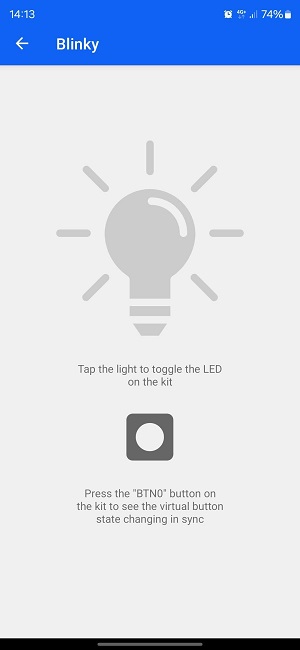 14:13
4G+ 74%
Blinky
Tap the light to toggle the LED
on the kit
Press the "BTN0" button on
the kit to see the virtual button
state changing in sync